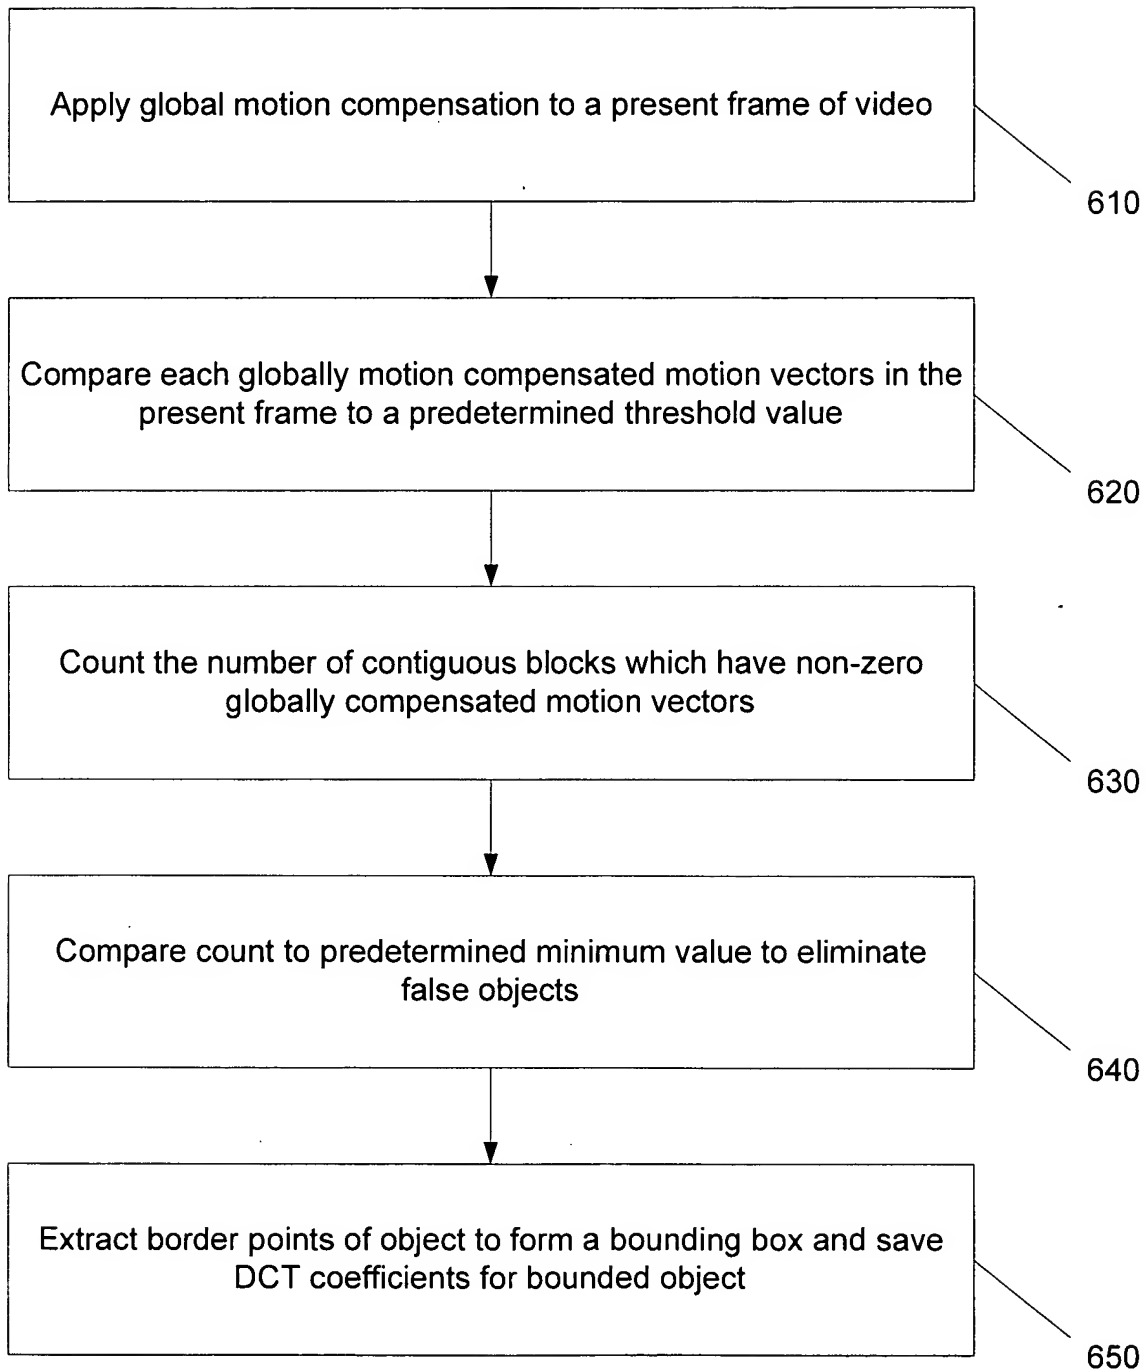 Apply global motion compensation to a present frame of video
610
Compare each globally motion compensated motion vectors in the
present frame to a predetermined threshold value
620
Count the number of contiguous blocks which have non-zero
globally compensated motion vectors
630
Compare count to predetermined minimum value to eliminate
false objects
640
Extract border points of object to form a bounding box and save
DCT coefficients for bounded object
650